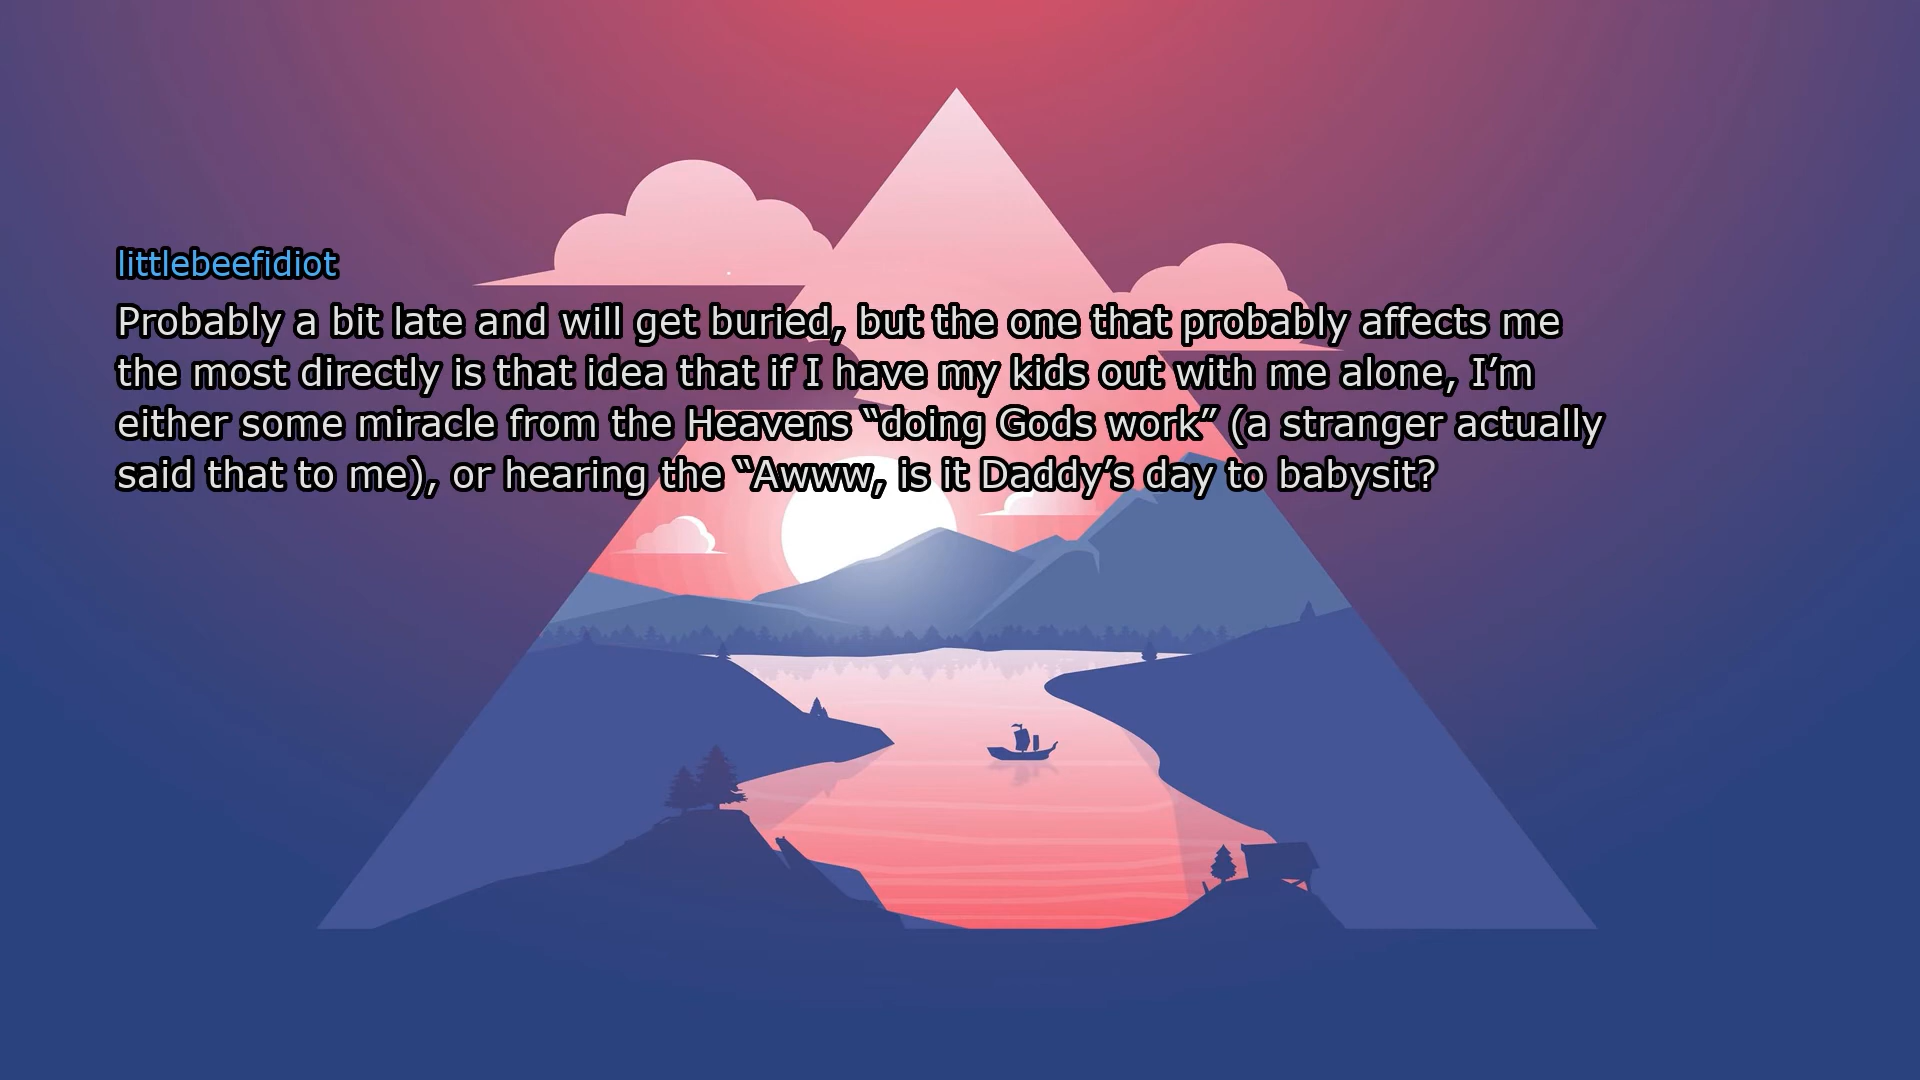 littlebeefidiot
Probably a bit late and will get buried, but the one that probably affects me
the most directly is that idea that if I have my kids out with me alone, I’m
either some miracle from the Heavens “doing Gods work” (a stranger actually
said that to me), or hearing the “Awww, is it Daddy’s day to babysit?